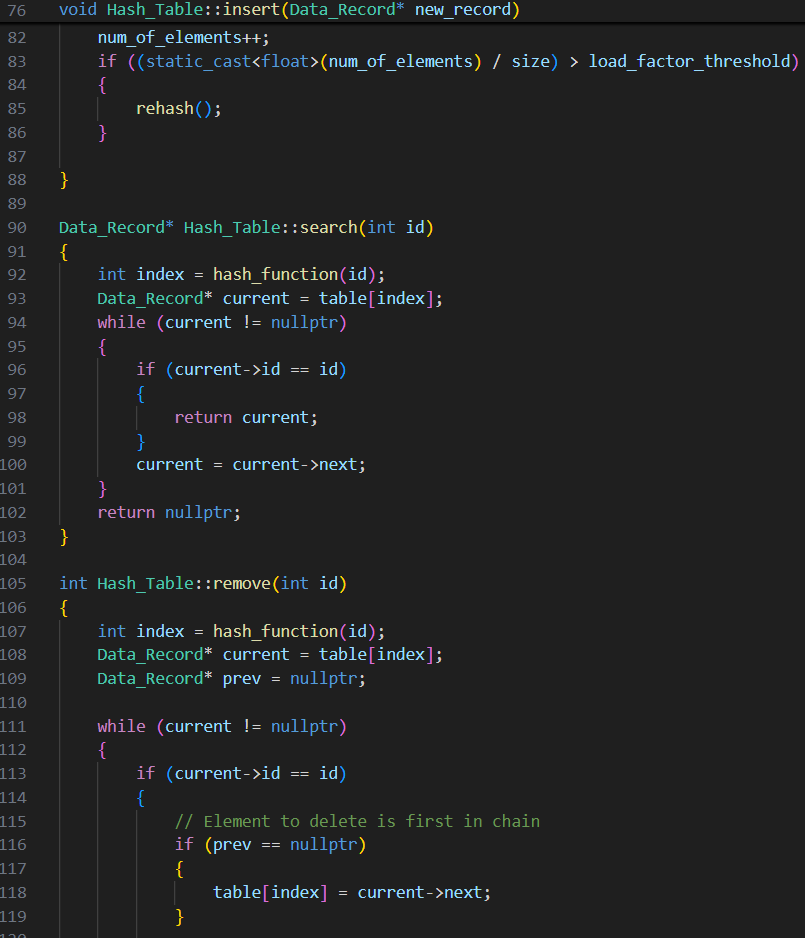 76 void Hash_Table::insert(Data_Record* new_record)
82 num_of_elements++;
83 if ((static_cast<float>(num_of_elements) / size) > load_factor_threshold)
84 {
85 rehash();
86 }
87
88 }
89
90 Data_Record* Hash_Table::search(int id)
91 {
92 int index = hash_function(id);
93 Data_Record* current = table[index];
94 while (current != nullptr)
95 {
96 if (current->id == id)
97 {
98 return current;
99 }
100 current = current->next;
101 }
102 return nullptr;
103 }
104
105 int Hash_Table::remove(int id)
106 {
107 int index = hash_function(id);
108 Data_Record* current = table[index];
109 Data_Record* prev = nullptr;
110
111 while (current != nullptr)
112 {
113 if (current->id == id)
114 {
115 // Element to delete is first in chain
116 if (prev == nullptr)
117 {
118 table[index] = current->next;
119 }